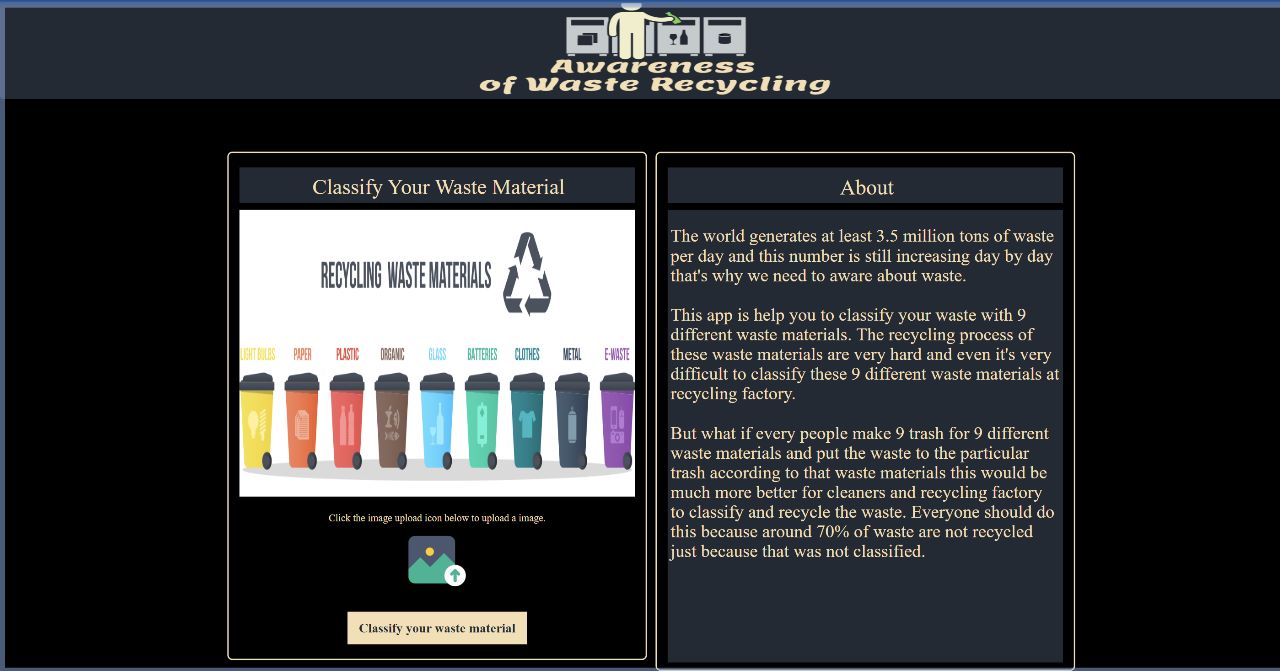 Awareness
of Waste Recycling
Classify Your Waste Material
RECYCLING WASTE MATERIALS
LIGHT BULBS PAPER PLASTIC ORGANIC GLASS BATTERIES CLOTHES METAL E-WASTE
Click the image upload icon below to upload a image.
Classify your waste material
About
The world generates at least 3.5 million tons of waste
per day and this number is still increasing day by day
that's why we need to aware about waste.
This app is help you to classify your waste with 9
different waste materials. The recycling process of
these waste materials are very hard and even it's very
difficult to classify these 9 different waste materials at
recycling factory.
But what if every people make 9 trash for 9 different
waste materials and put the waste to the particular
trash according to that waste materials this would be
much more better for cleaners and recycling factory
to classify and recycle the waste. Everyone should do
this because around 70% of waste are not recycled
just because that was not classified.